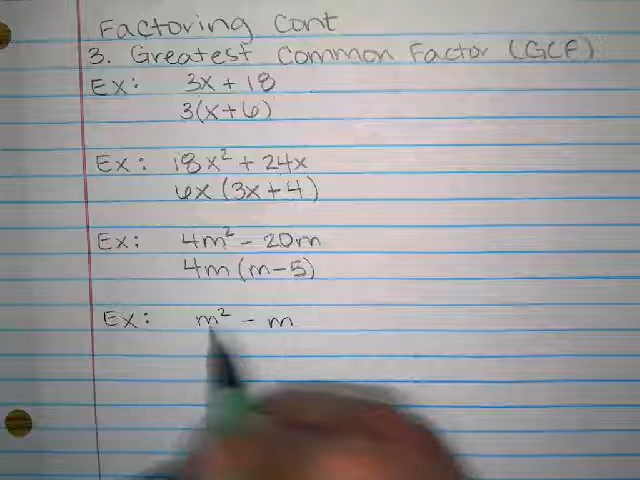 Factoring Cont
3. Greatest Common Factor (GCF)
Ex: 3x + 18
3(x+6)
Ex: 18x² + 24x
6x (3x+4)
Ex: 4m² - 20m
4m (m-5)
Ex: m² - m